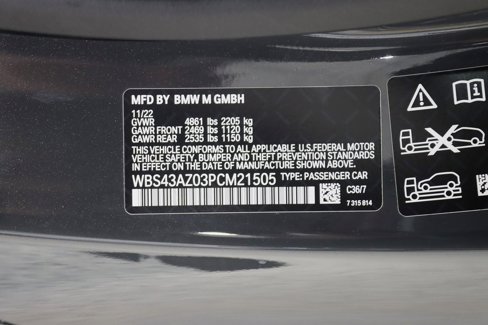 MFD BY BMW M GMBH
11/22
GVWR 4861 lbs 2205 kg
GAWR FRONT 2469 lbs 1120 kg
GAWR REAR 2535 lbs 1150 kg
THIS VEHICLE CONFORMS TO ALL APPLICABLE U.S.FEDERAL MOTOR
VEHICLE SAFETY, BUMPER AND THEFT PREVENTION STANDARDS
IN EFFECT ON THE DATE OF MANUFACTURE SHOWN ABOVE.
WBS43AZ03PCM21505 TYPE: PASSENGER CAR
C36/7
7 315 814